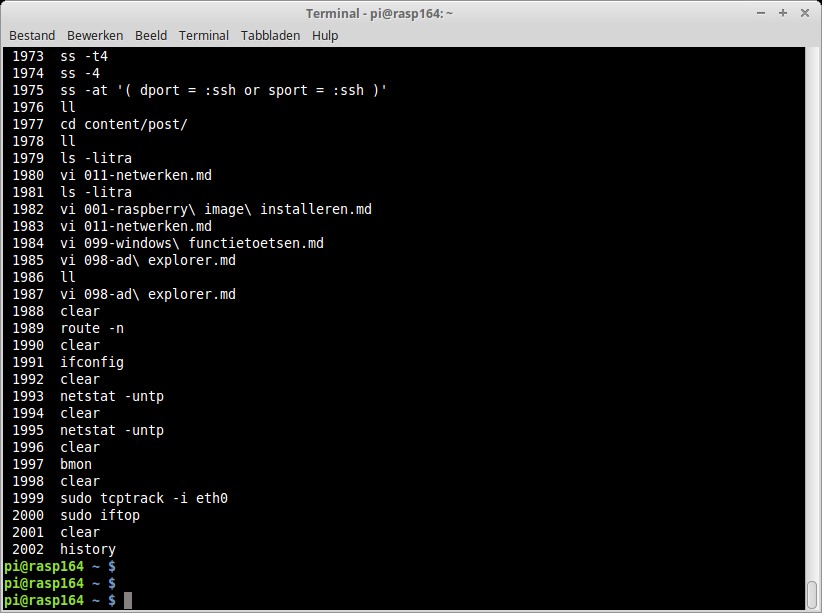 Terminal - pi@rasp164: ~
Bestand Bewerken Beeld Terminal Tabbladen Hulp
1973 ss -t4
1974 ss -4
1975 ss -at '( dport = :ssh or sport = :ssh )'
1976 ll
1977 cd content/post/
1978 ll
1979 ls -litra
1980 vi 011-netwerken.md
1981 ls -litra
1982 vi 001-raspberry\ image\ installeren.md
1983 vi 011-netwerken.md
1984 vi 099-windows\ functietoetsen.md
1985 vi 098-ad\ explorer.md
1986 ll
1987 vi 098-ad\ explorer.md
1988 clear
1989 route -n
1990 clear
1991 ifconfig
1992 clear
1993 netstat -untp
1994 clear
1995 netstat -untp
1996 clear
1997 bmon
1998 clear
1999 sudo tcptrack -i eth0
2000 sudo iftop
2001 clear
2002 history
pi@rasp164 ~ $
pi@rasp164 ~ $
pi@rasp164 ~ $